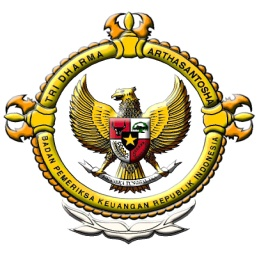 TRI DHARMA ARTHASANTOSHA
BADAN PEMERIKSA KEUANGAN REPUBLIK INDONESIA